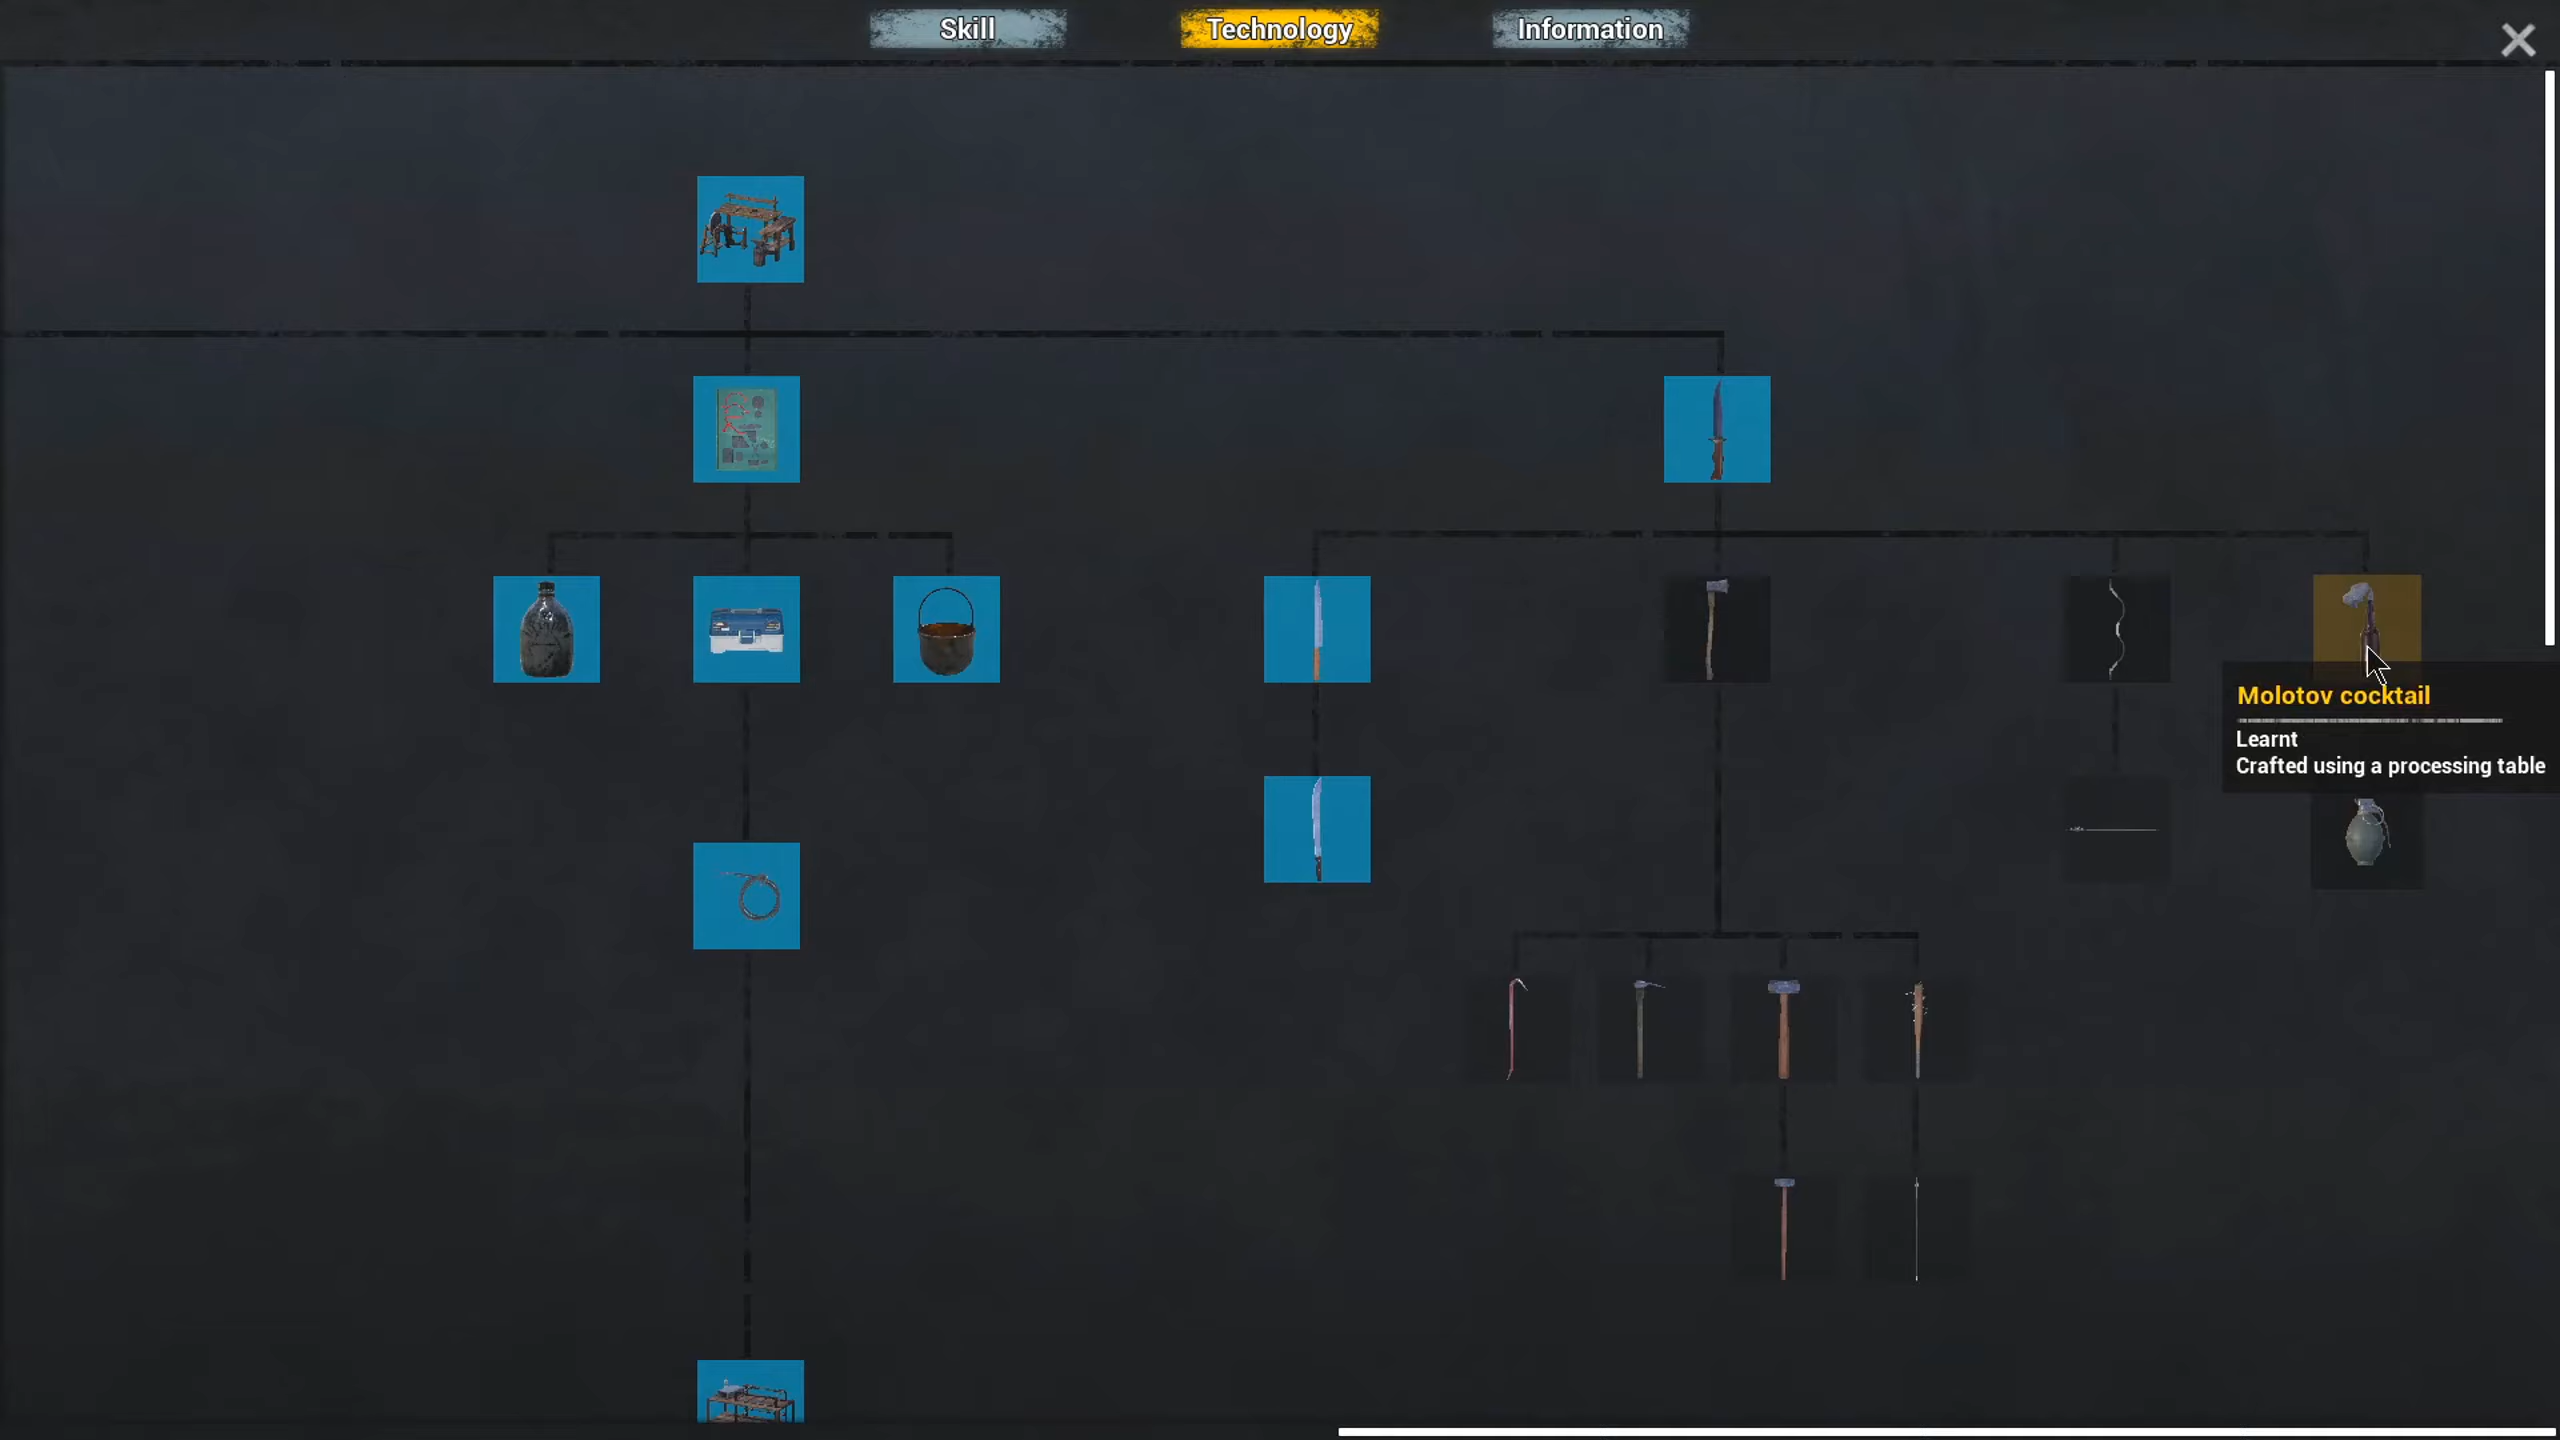 Skill
Technology
Information
Molotov cocktail
Learnt
Crafted using a processing table